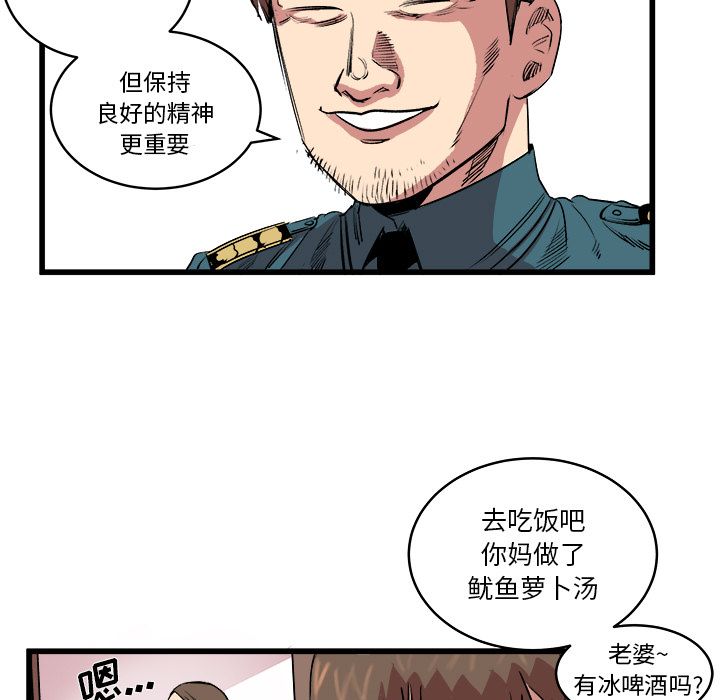 但保持
良好的精神
更重要
去吃饭吧
你妈做了
鱿鱼萝卜汤
老婆~
有冰啤酒吗?
嗯...